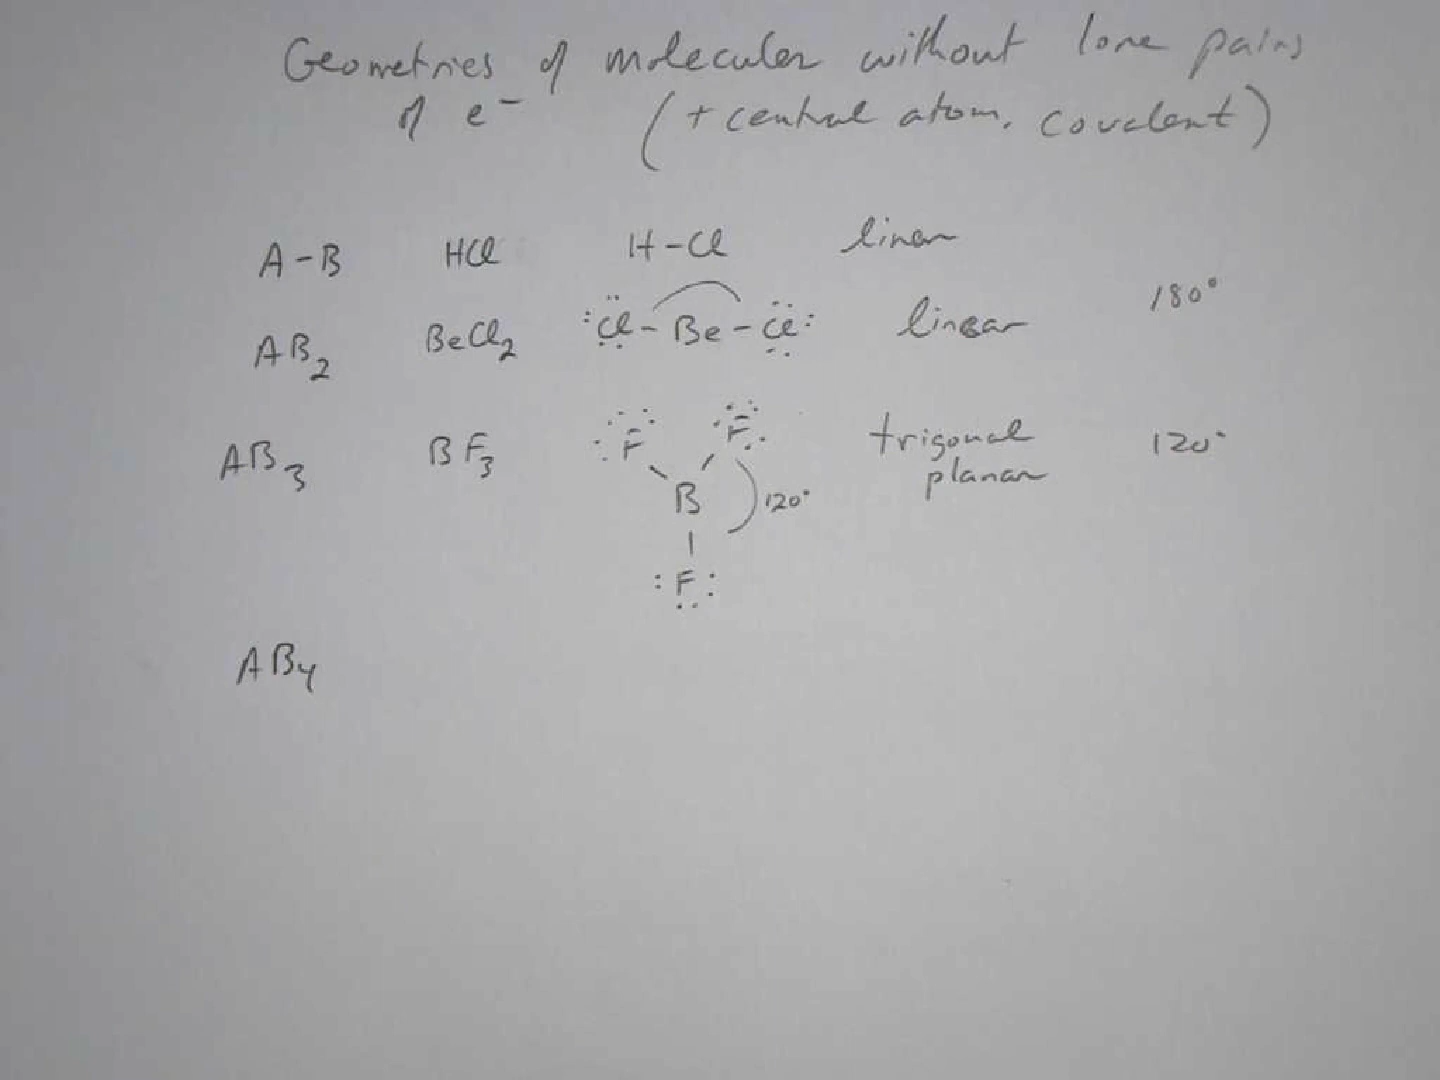 Geometries of molecules without lone pairs
of e⁻ (+ central atom, covalent)
A-B HCl H-Cl linear
AB₂ BeCl₂ :Cl-Be-Cl: linear 180°
AB₃ BF₃ F F trigonal planar 120°
B 120°
:F:
AB₄